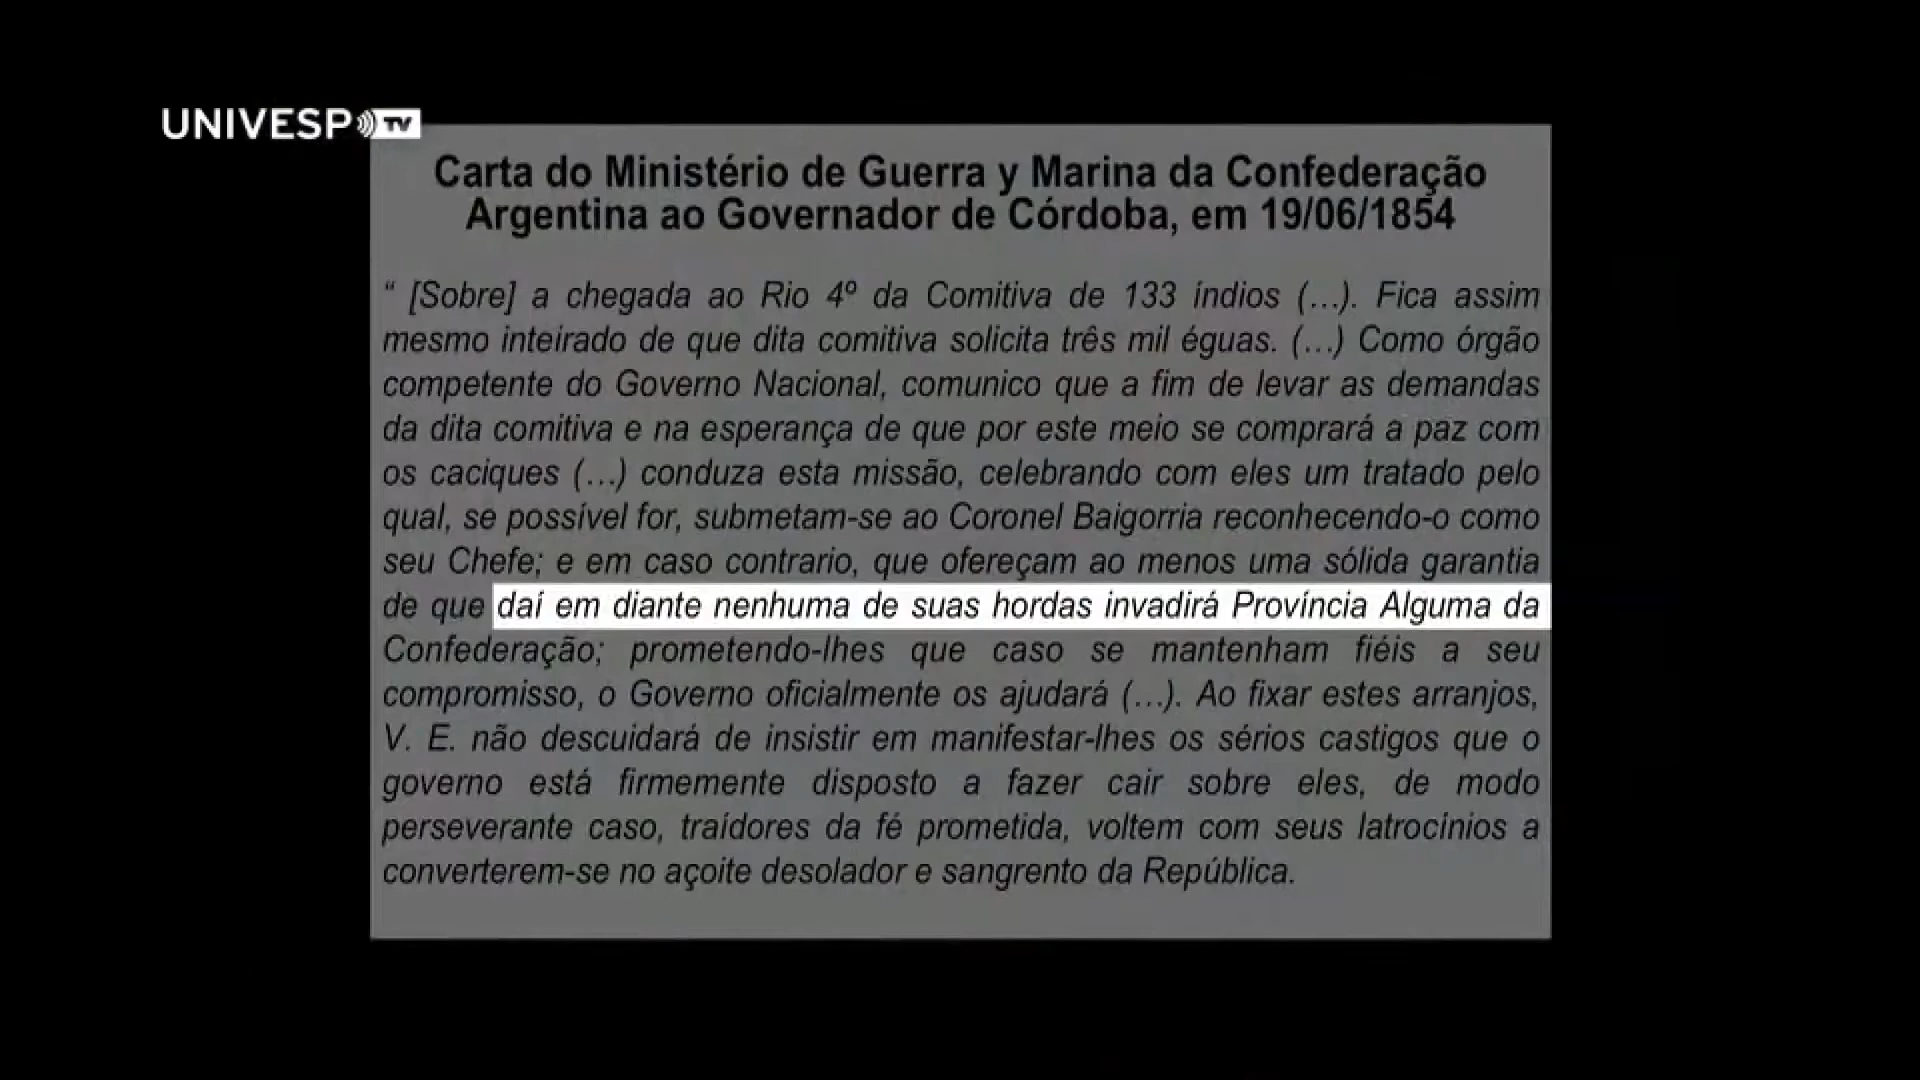 UNIVESP TV
Carta do Ministério de Guerra y Marina da Confederação
Argentina ao Governador de Córdoba, em 19/06/1854
“ [Sobre] a chegada ao Rio 4º da Comitiva de 133 índios (…). Fica assim
mesmo inteirado de que dita comitiva solicita três mil éguas. (…) Como órgão
competente do Governo Nacional, comunico que a fim de levar as demandas
da dita comitiva e na esperança de que por este meio se comprará a paz com
os caciques (…) conduza esta missão, celebrando com eles um tratado pelo
qual, se possível for, submetam-se ao Coronel Baigorria reconhecendo-o como
seu Chefe; e em caso contrario, que ofereçam ao menos uma sólida garantia
de que daí em diante nenhuma de suas hordas invadirá Província Alguma da
Confederação; prometendo-lhes que caso se mantenham fiéis a seu
compromisso, o Governo oficialmente os ajudará (…). Ao fixar estes arranjos,
V. E. não descuidará de insistir em manifestar-lhes os sérios castigos que o
governo está firmemente disposto a fazer cair sobre eles, de modo
perseverante caso, traídores da fé prometida, voltem com seus latrocínios a
converterem-se no açoite desolador e sangrento da República.